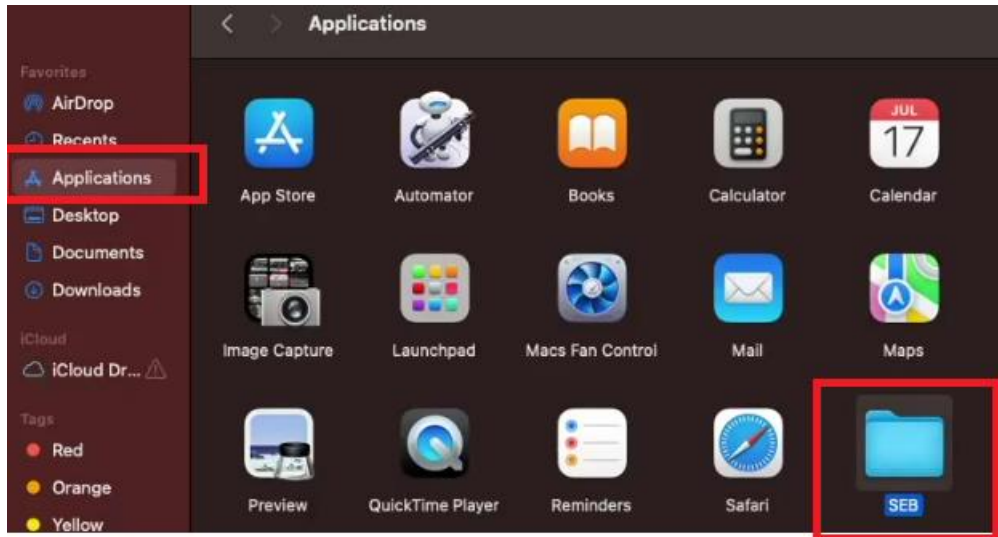 Applications
Favorites
AirDrop
Recents
Applications
Desktop
Documents
Downloads
iCloud
iCloud Dr...
Tags
Red
Orange
Yellow
JUL
17
App Store
Automator
Books
Calculator
Calendar
Image Capture
Launchpad
Macs Fan Control
Mail
Maps
Preview
QuickTime Player
Reminders
Safari
SEB